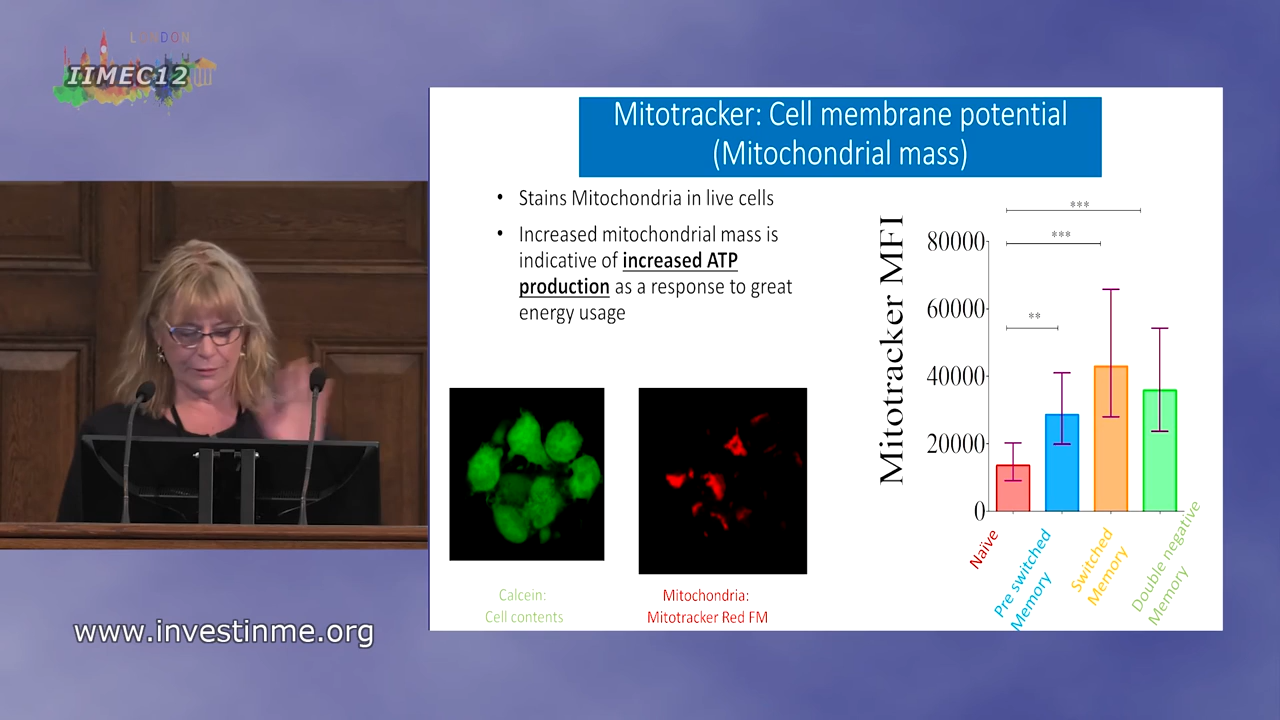 LONDON
IIMEC12
Mitotracker: Cell membrane potential
(Mitochondrial mass)
• Stains Mitochondria in live cells
• Increased mitochondrial mass is
indicative of increased ATP
production as a response to great
energy usage
Calcein:
Cell contents
Mitochondria:
Mitotracker Red FM
Mitotracker MFI
***
***
**
80000
60000
40000
20000
0
Naive
Pre switched
Memory
Switched
Memory
Double negative
Memory
www.investinme.org